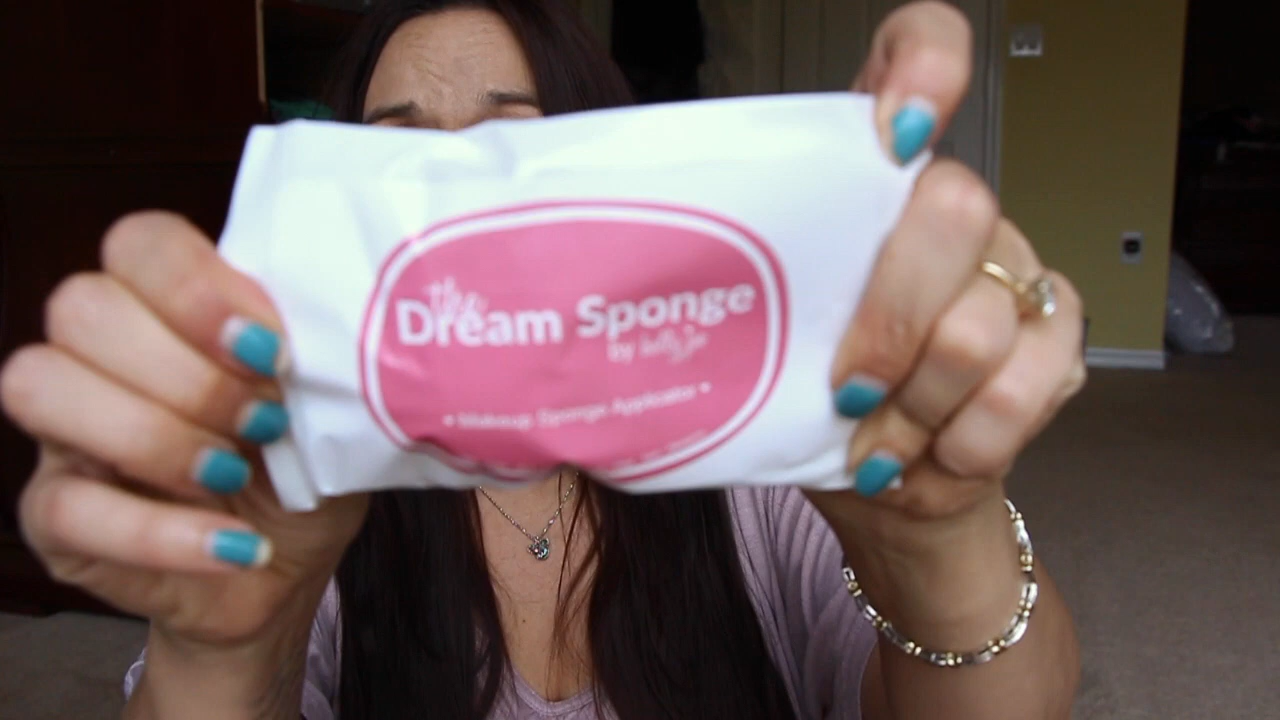 the
Dream Sponge
by
• Makeup Sponge Applicator •